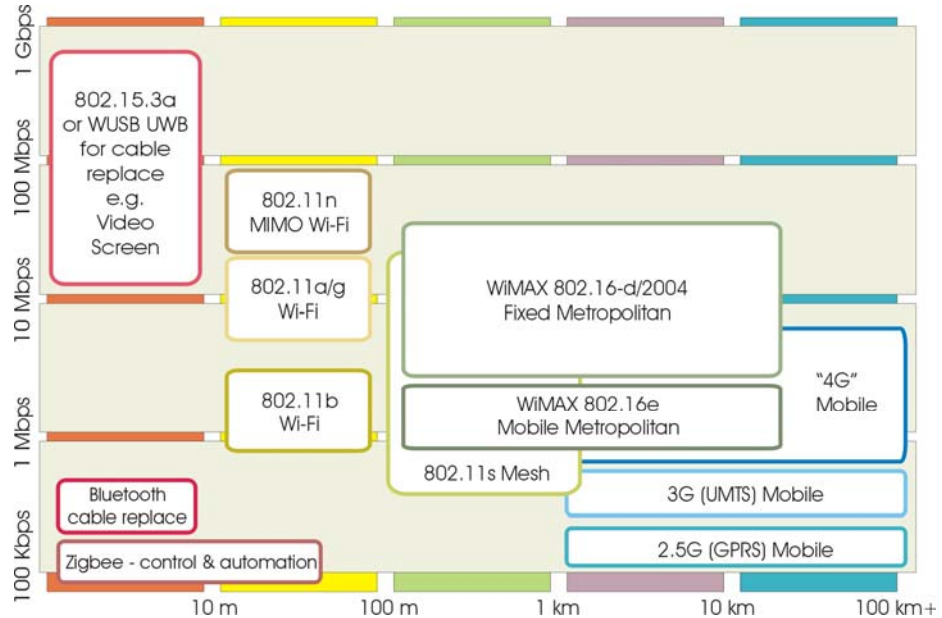 1 Gbps
802.15.3a
or WUSB UWB
for cable
replace
e.g.
Video
Screen
100 Mbps
802.11n
MIMO Wi-Fi
802.11a/g
Wi-Fi
WiMAX 802.16-d/2004
Fixed Metropolitan
10 Mbps
"4G"
Mobile
802.11b
Wi-Fi
WiMAX 802.16e
Mobile Metropolitan
1 Mbps
802.11s Mesh
3G (UMTS) Mobile
Bluetooth
cable replace
2.5G (GPRS) Mobile
Zigbee - control & automation
100 Kbps
10 m
100 m
1 km
10 km
100 km+